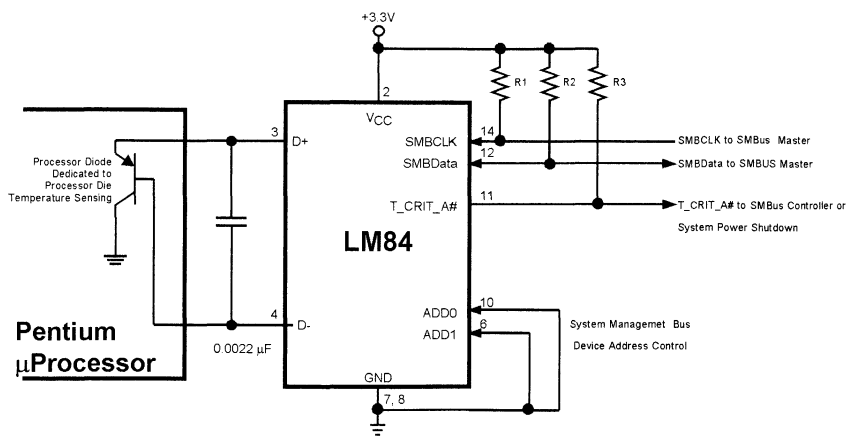 +3.3V
2
VCC
R1
R2
R3
3
D+
SMBCLK
14
SMBCLK to SMBus Master
SMBData
12
SMBData to SMBUS Master
Processor Diode
Dedicated to
Processor Die
Temperature Sensing
T_CRIT_A#
11
T_CRIT_A# to SMBus Controller or
System Power Shutdown
LM84
4
D-
0.0022 µF
ADD0
10
ADD1
6
System Managemet Bus
Device Address Control
Pentium
µProcessor
GND
7, 8